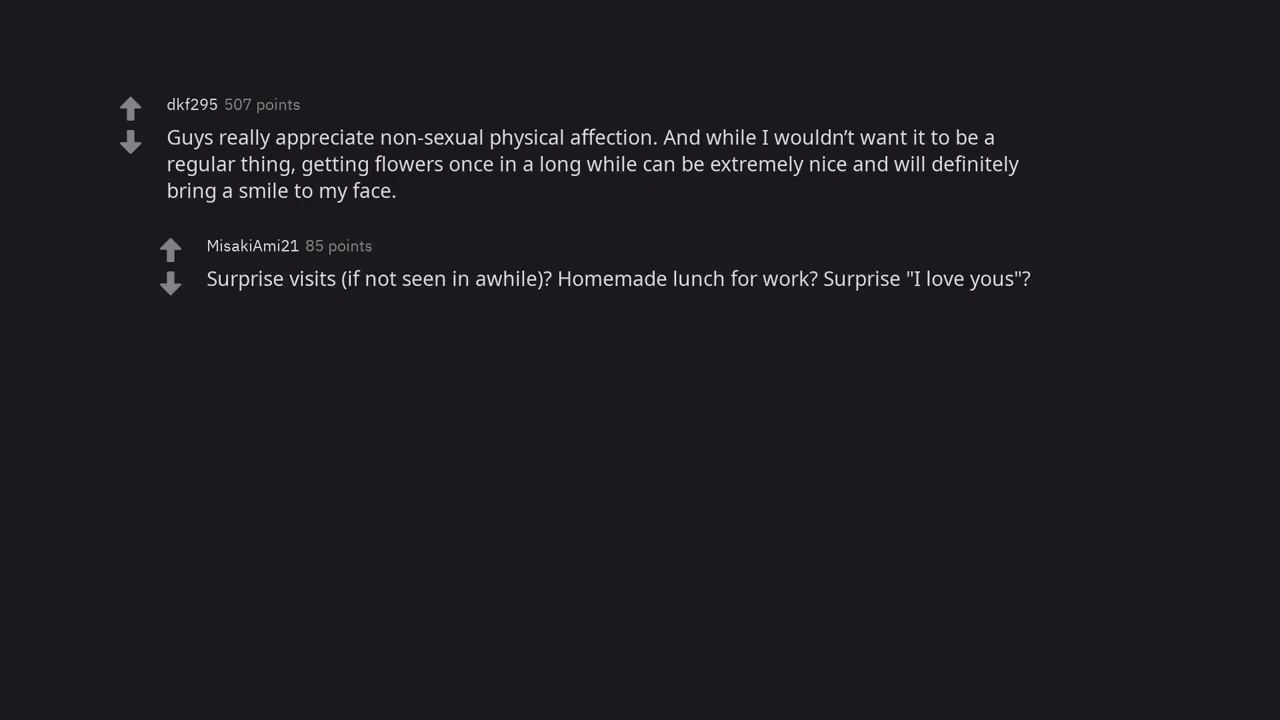 dkf295 507 points
Guys really appreciate non-sexual physical affection. And while I wouldn’t want it to be a
regular thing, getting flowers once in a long while can be extremely nice and will definitely
bring a smile to my face.
MisakiAmi21 85 points
Surprise visits (if not seen in awhile)? Homemade lunch for work? Surprise "I love yous"?